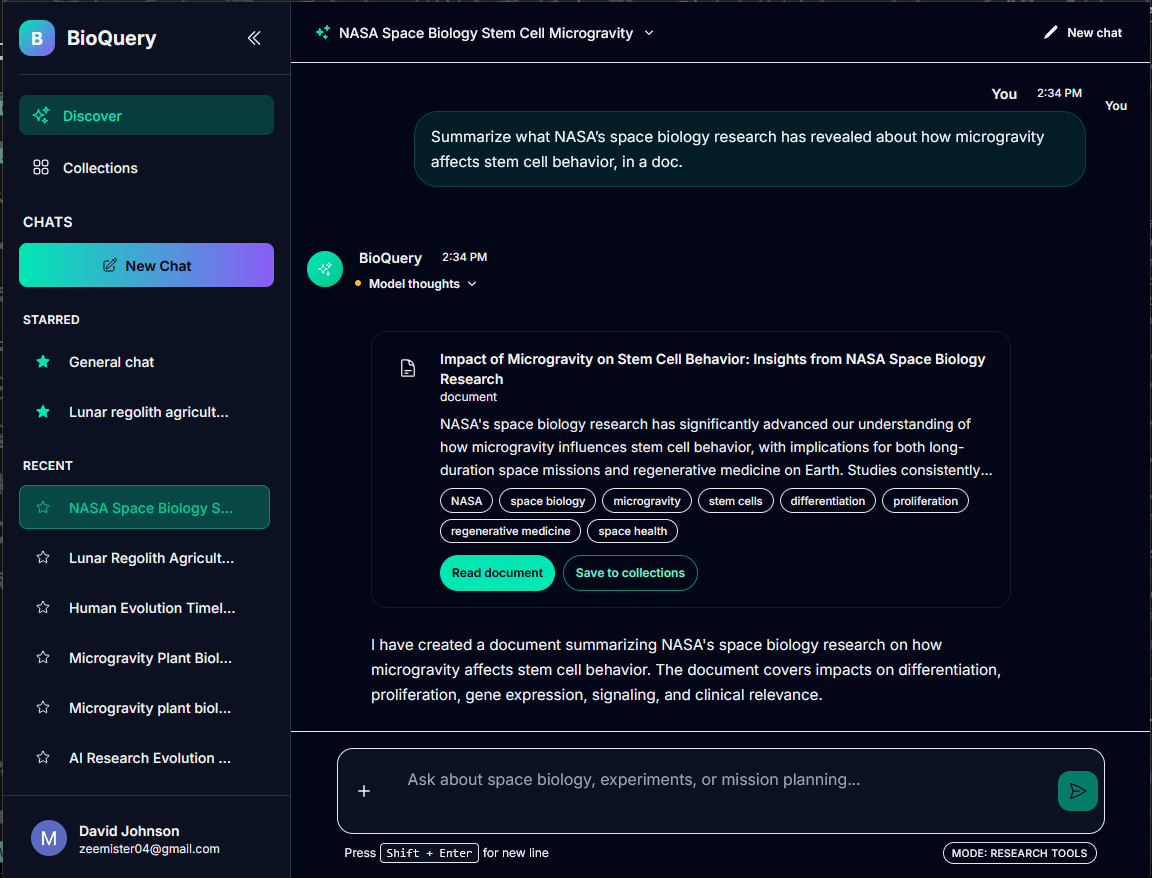 B
BioQuery
Discover
Collections
CHATS
New Chat
STARRED
General chat
Lunar regolith agricult...
RECENT
NASA Space Biology S...
Lunar Regolith Agricult...
Human Evolution Timel...
Microgravity Plant Biol...
Microgravity plant biol...
AI Research Evolution ...
M
David Johnson
zeemister04@gmail.com
NASA Space Biology Stem Cell Microgravity
New chat
You 2:34 PM
You
Summarize what NASA’s space biology research has revealed about how microgravity
affects stem cell behavior, in a doc.
BioQuery 2:34 PM
Model thoughts
Impact of Microgravity on Stem Cell Behavior: Insights from NASA Space Biology
Research
document
NASA's space biology research has significantly advanced our understanding of
how microgravity influences stem cell behavior, with implications for both long-
duration space missions and regenerative medicine on Earth. Studies consistently...
NASA space biology microgravity stem cells differentiation proliferation
regenerative medicine space health
Read document Save to collections
I have created a document summarizing NASA's space biology research on how
microgravity affects stem cell behavior. The document covers impacts on differentiation,
proliferation, gene expression, signaling, and clinical relevance.
Ask about space biology, experiments, or mission planning...
Press Shift + Enter for new line
MODE: RESEARCH TOOLS